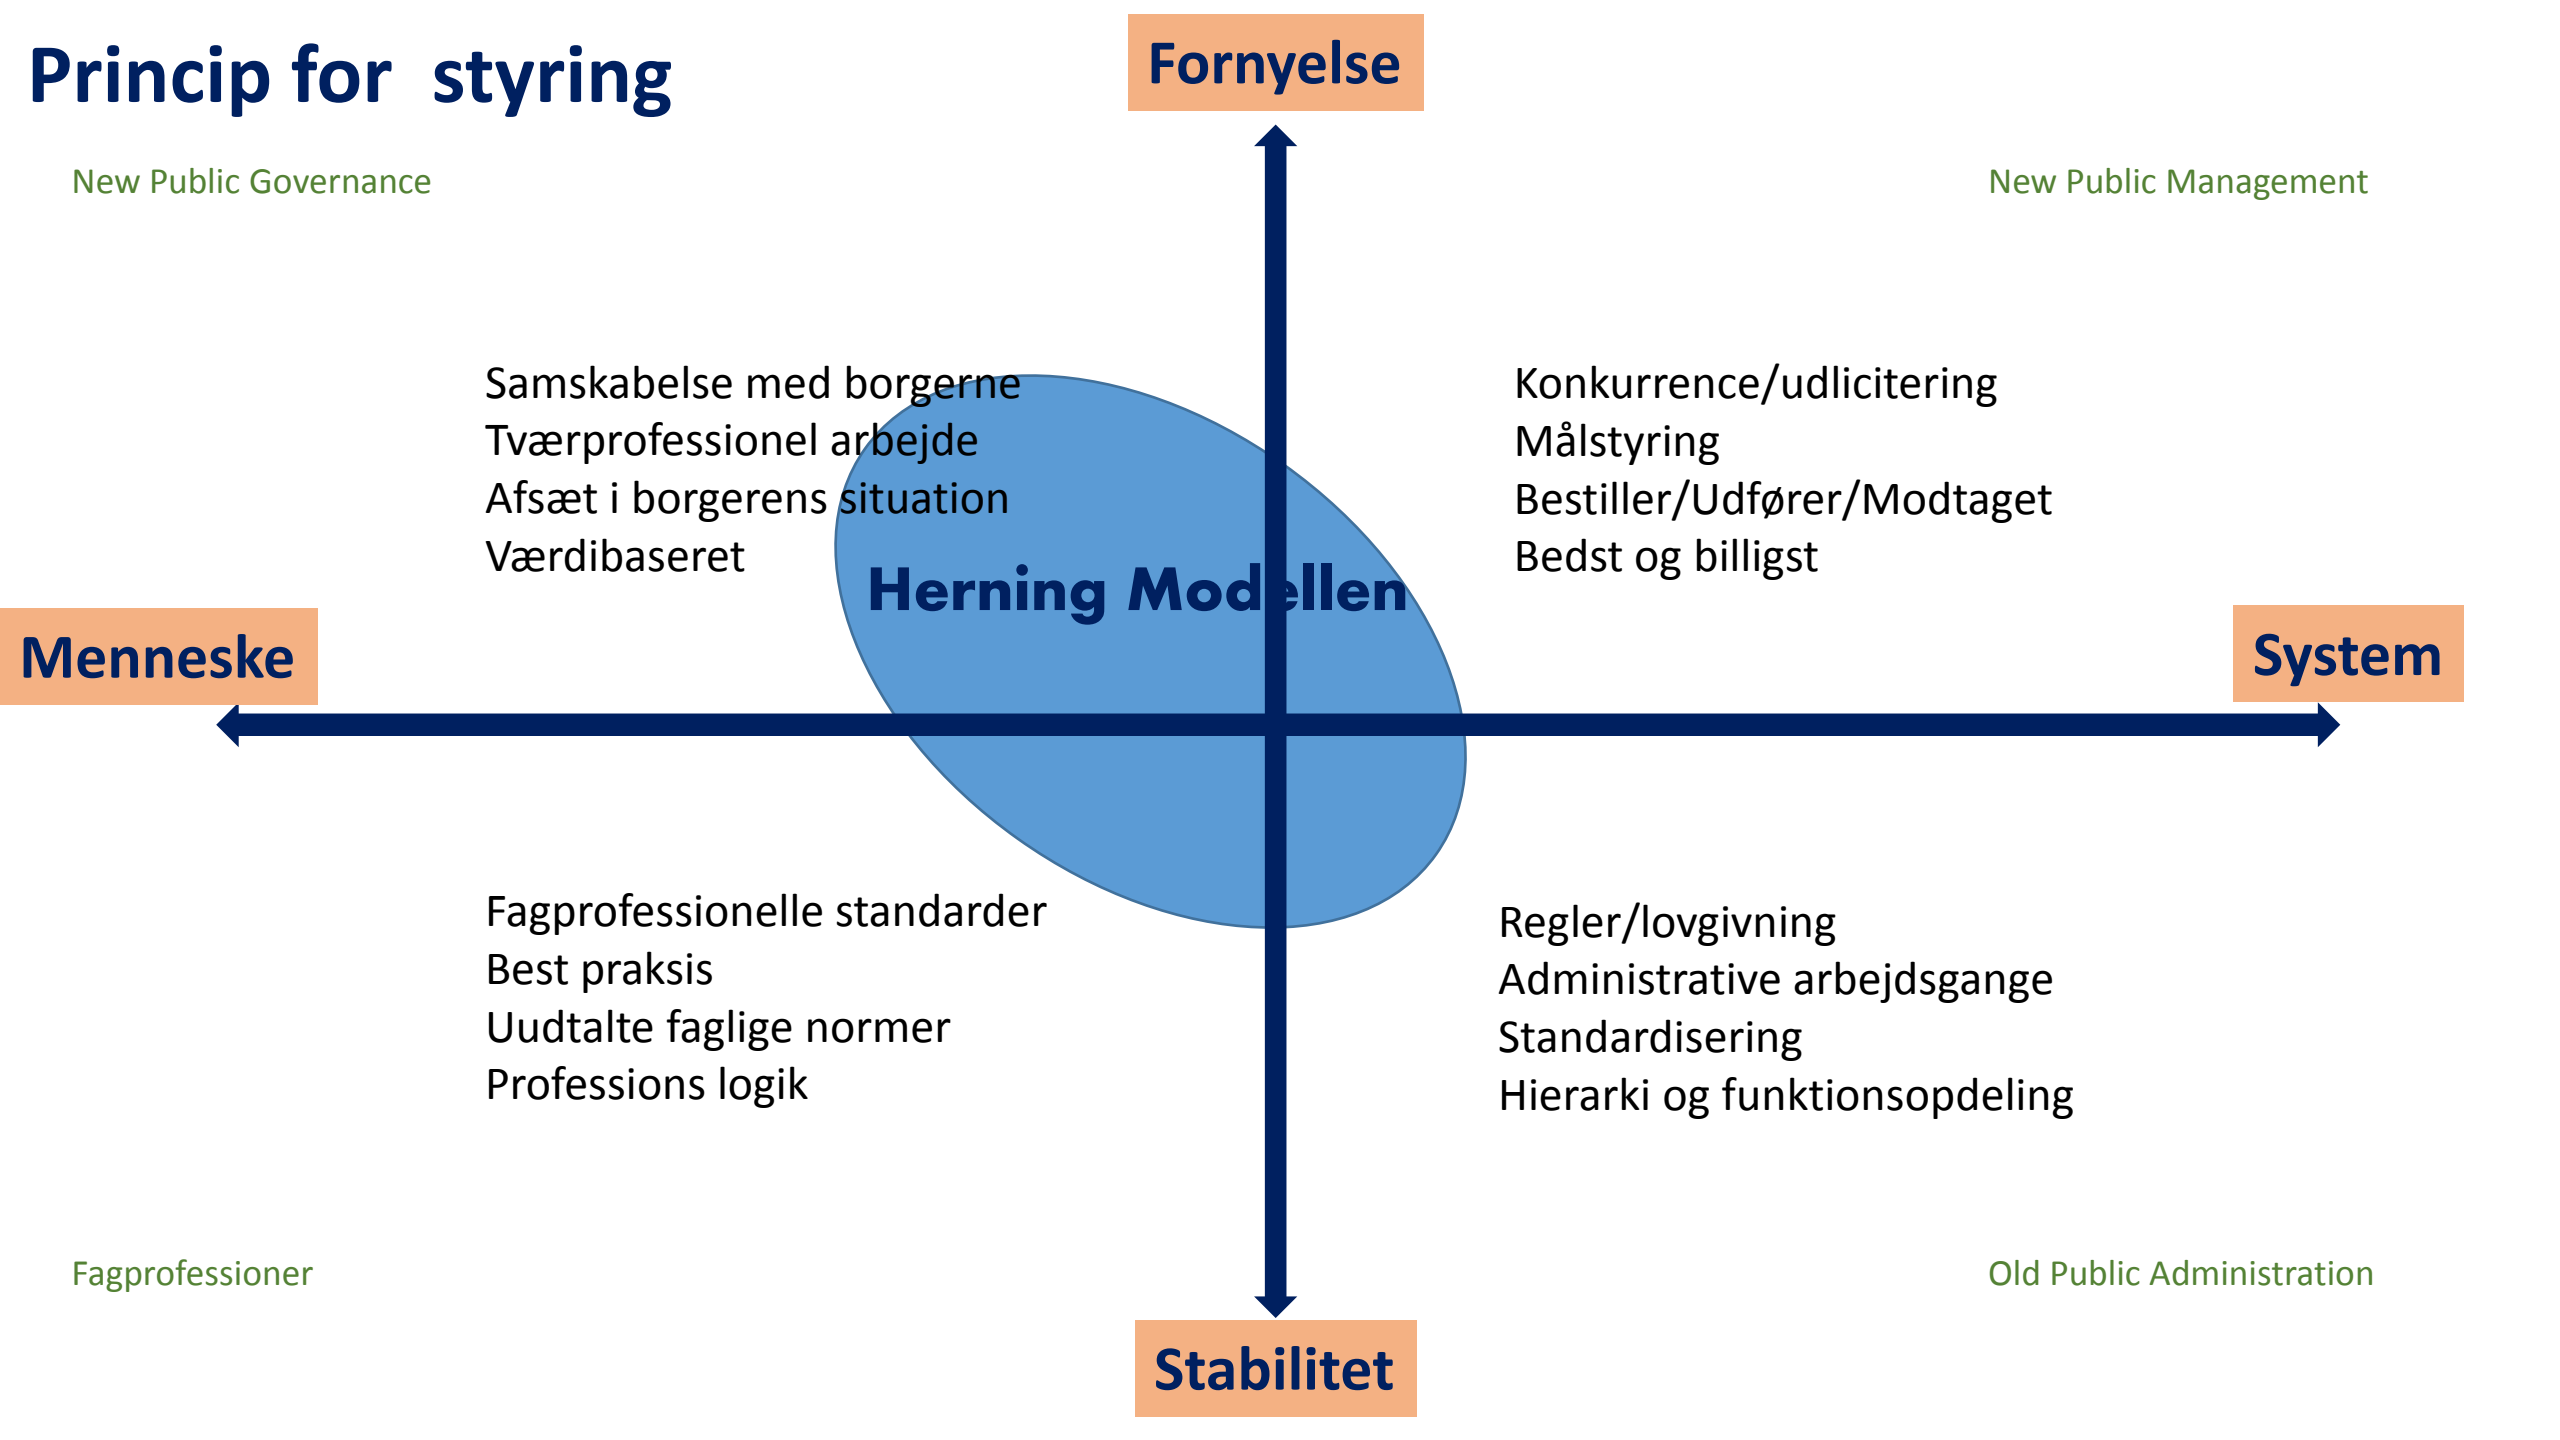 Princip for  styring
Fornyelse
New Public Governance
New Public Management
Samskabelse med borgerne
Tværprofessionel arbejde
Afsæt i borgerens situation
Værdibaseret
Konkurrence/udlicitering
Målstyring
Bestiller/Udfører/Modtaget
Bedst og billigst
Herning Modellen
Menneske
System
Fagprofessionelle standarder
Best praksis
Uudtalte faglige normer
Professions logik
Regler/lovgivning
Administrative arbejdsgange
Standardisering
Hierarki og funktionsopdeling
Fagprofessioner
Old Public Administration
Stabilitet